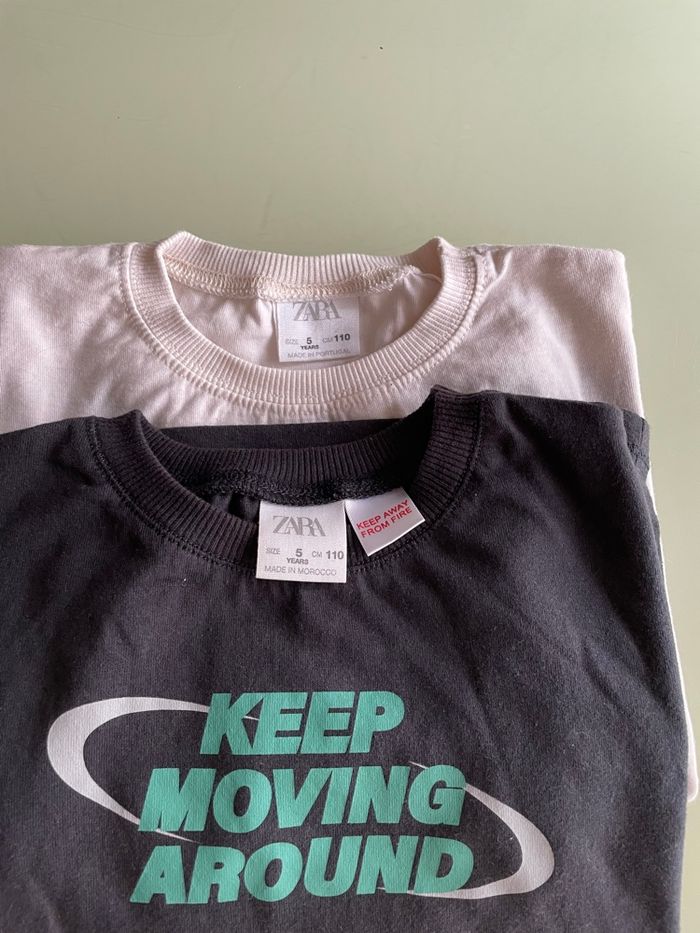 ZARA
SIZE 5 CM 110
YEARS
MADE IN PORTUGAL
ZARA
SIZE 5 CM 110
YEARS
MADE IN MOROCCO
KEEP AWAY
FROM FIRE
KEEP
MOVING
AROUND